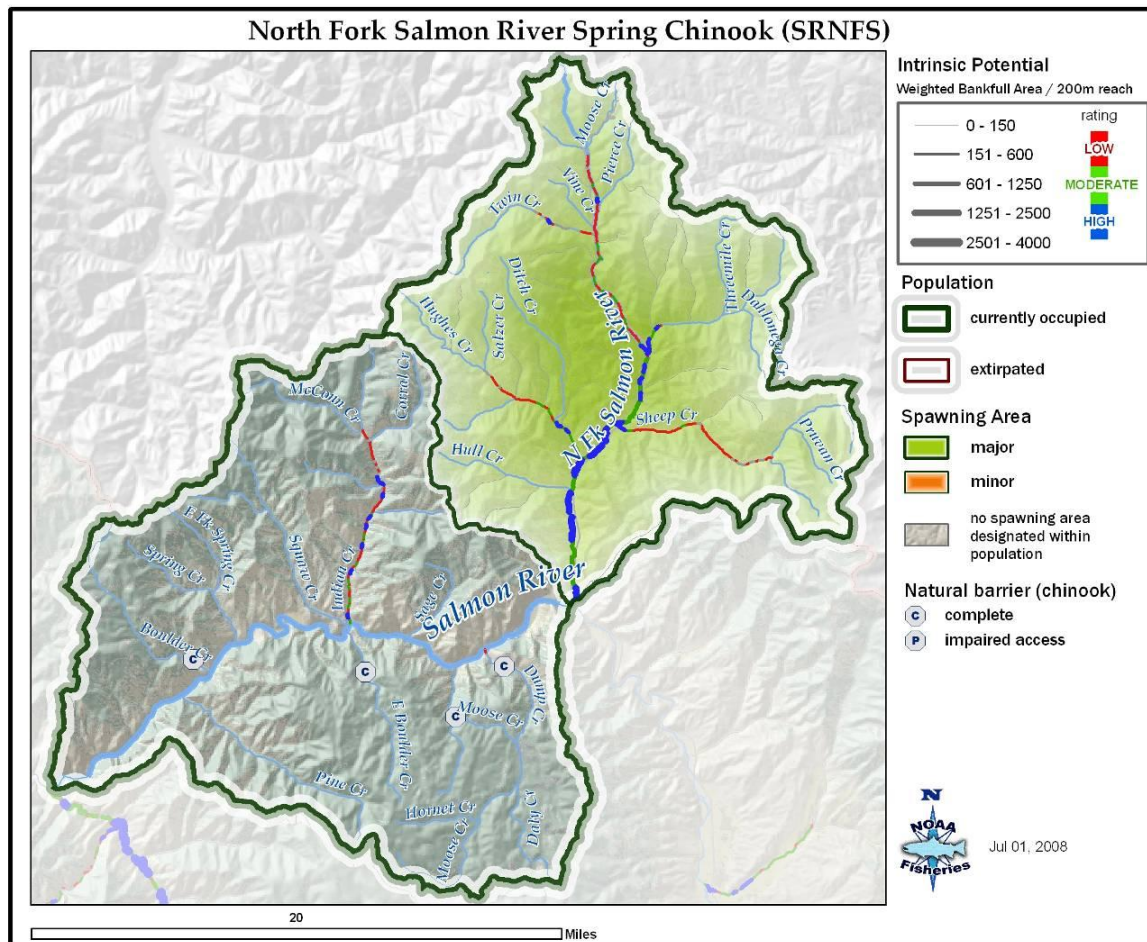 North Fork Salmon River Spring Chinook (SRNFS)
Moose Cr
Pierce Cr
Vine Cr
Twin Cr
Ditch Cr
Salzer Cr
Hughes Cr
Threemile Cr
Dahlonega Cr
N Fk Salmon River
Sheep Cr
Pruvan Cr
Hull Cr
Corral Cr
McConn Cr
E Fk Spring Cr
Spring Cr
Squaw Cr
Indian Cr
Sage Cr
Salmon River
Boulder Cr
C
C
C
C
Dump Cr
Moose Cr
E Boulder Cr
Pine Cr
Hornet Cr
Moose Cr
Daly Cr
20
Miles
Intrinsic Potential
Weighted Bankfull Area / 200m reach
rating
0 - 150
151 - 600
601 - 1250
1251 - 2500
2501 - 4000
LOW
MODERATE
HIGH
Population
currently occupied
extirpated
Spawning Area
major
minor
no spawning area
designated within
population
Natural barrier (chinook)
C complete
P impaired access
N
NOAA
Fisheries
Jul 01, 2008